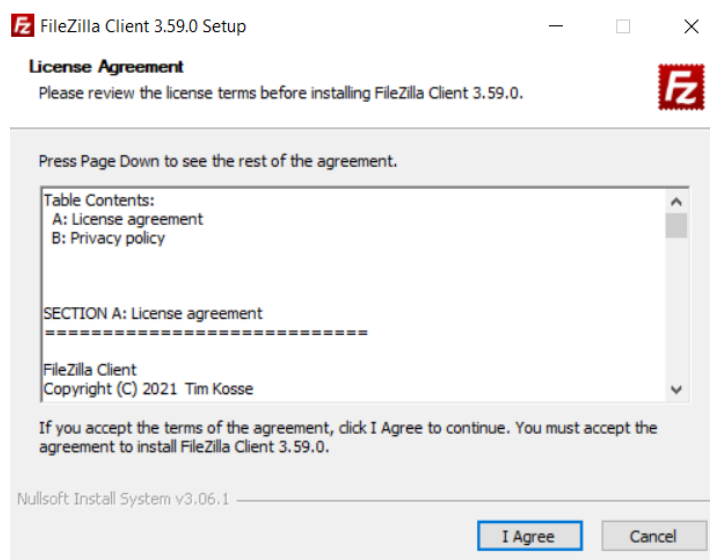 FileZilla Client 3.59.0 Setup
License Agreement
Please review the license terms before installing FileZilla Client 3.59.0.
Fz
Press Page Down to see the rest of the agreement.
Table Contents:
A: License agreement
B: Privacy policy
SECTION A: License agreement
============================
FileZilla Client
Copyright (C) 2021 Tim Kosse
If you accept the terms of the agreement, click I Agree to continue. You must accept the
agreement to install FileZilla Client 3.59.0.
Nullsoft Install System v3.06.1
I Agree
Cancel